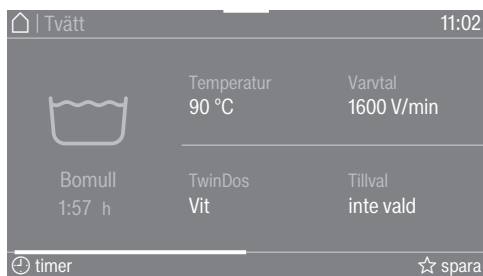 | Tvätt
11:02
Temperatur
90 °C
Varvtal
1600 V/min
Bomull
1:57 h
TwinDos
Vit
Tillval
inte vald
timer
spara